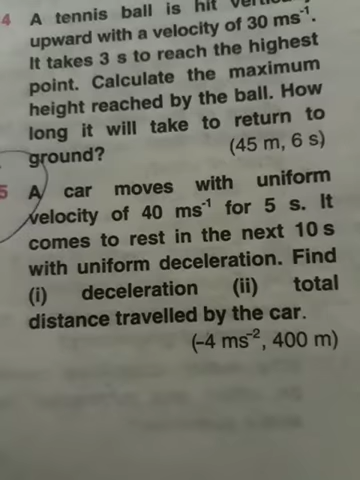 4 A tennis ball is hit
upward with a velocity of 30 ms⁻¹.
It takes 3 s to reach the highest
point. Calculate the maximum
height reached by the ball. How
long it will take to return to
ground? (45 m, 6 s)
5 A car moves with uniform
velocity of 40 ms⁻¹ for 5 s. It
comes to rest in the next 10 s
with uniform deceleration. Find
(i) deceleration (ii) total
distance travelled by the car.
(–4 ms⁻², 400 m)